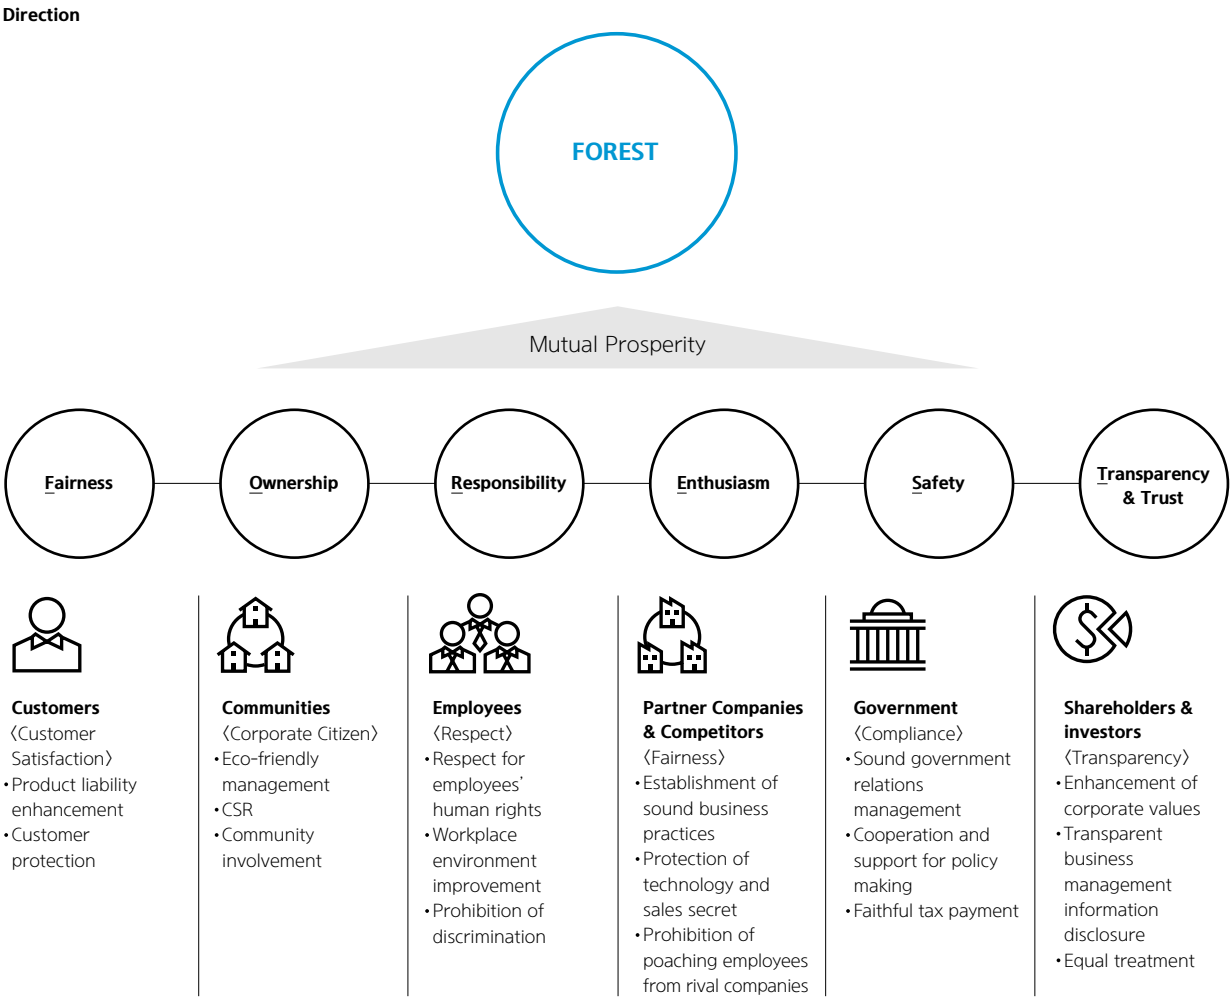 Direction
FOREST
Mutual Prosperity
Fairness
Ownership
Responsibility
Enthusiasm
Safety
Transparency
& Trust
Customers
〈Customer
Satisfaction〉
•Product liability
enhancement
•Customer
protection
Communities
〈Corporate Citizen〉
•Eco-friendly
management
•CSR
•Community
involvement
Employees
〈Respect〉
•Respect for
employees’
human rights
•Workplace
environment
improvement
•Prohibition of
discrimination
Partner Companies
& Competitors
〈Fairness〉
•Establishment of
sound business
practices
•Protection of
technology and
sales secret
•Prohibition of
poaching employees
from rival companies
Government
〈Compliance〉
•Sound government
relations
management
•Cooperation and
support for policy
making
•Faithful tax payment
Shareholders &
investors
〈Transparency〉
•Enhancement of
corporate values
•Transparent
business
management
information
disclosure
•Equal treatment